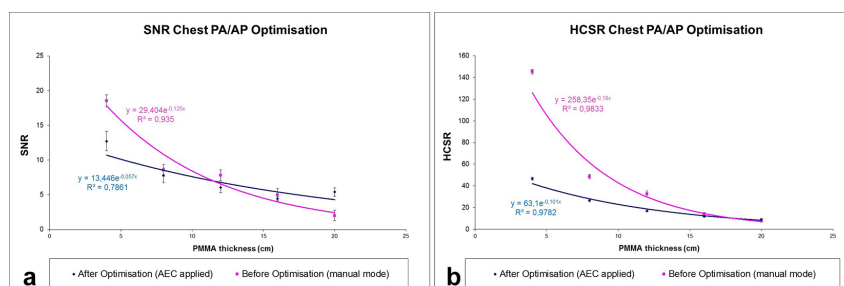 SNR Chest PA/AP Optimisation
25
20
15
10
5
0
SNR
y = 29,404e^-0,125x
R² = 0,935
y = 13,446e^-0,057x
R² = 0,7861
0 5 10 15 20 25
PMMA thickness (cm)
a
After Optimisation (AEC applied) Before Optimisation (manual mode)
HCSR Chest PA/AP Optimisation
160
140
120
100
80
60
40
20
0
HCSR
y = 258,35e^-0,18x
R² = 0,9833
y = 63,1e^-0,101x
R² = 0,9782
0 5 10 15 20 25
PMMA thickness (cm)
b
After Optimisation (AEC applied) Before Optimisation (manual mode)